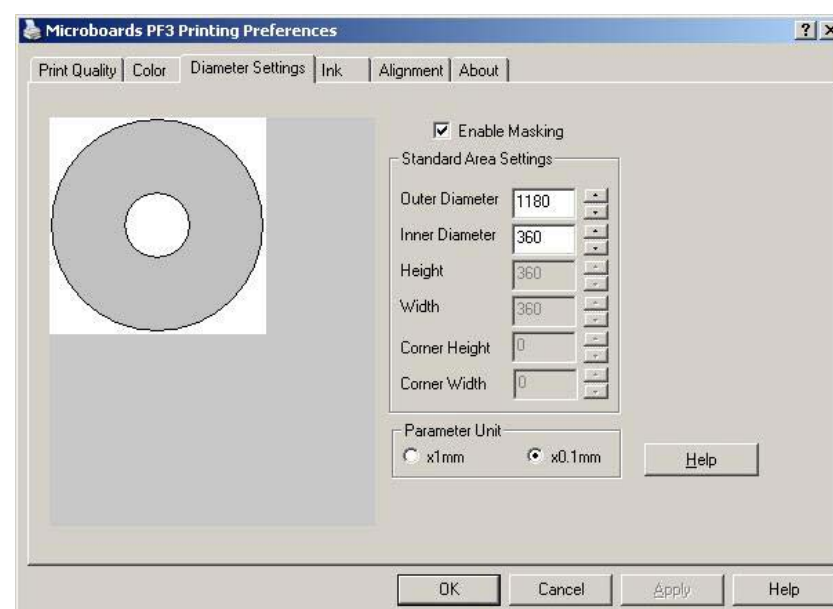 Microboards PF3 Printing Preferences
Print Quality Color Diameter Settings Ink Alignment About
Enable Masking
Standard Area Settings
Outer Diameter 1180
Inner Diameter 360
Height 360
Width 360
Corner Height 0
Corner Width 0
Parameter Unit
x1mm x0.1mm
Help
OK Cancel Apply Help